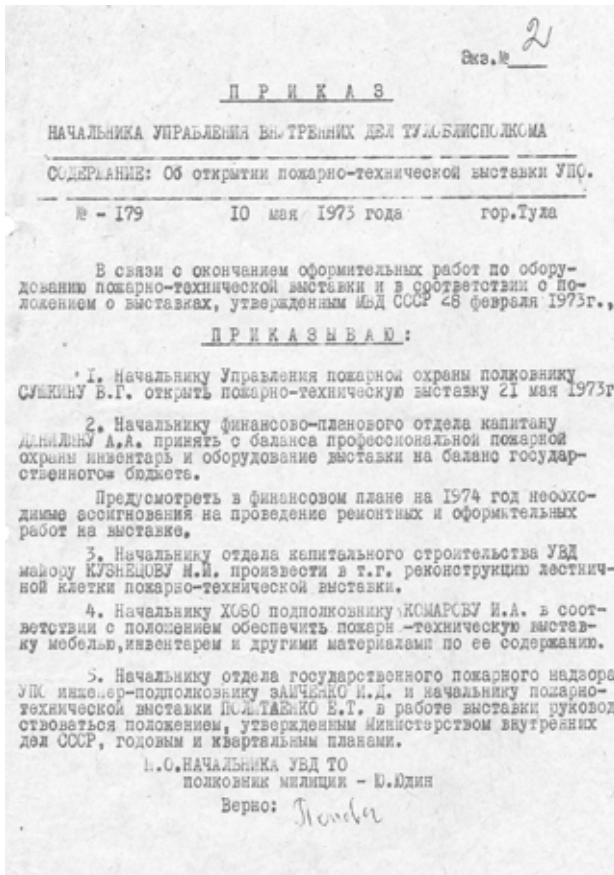 2
Экз.№
П Р И К А З
НАЧАЛЬНИКА УПРАВЛЕНИЯ ВНУТРЕННИХ ДЕЛ ТУЛОБЛИСПОЛКОМА
СОДЕРЖАНИЕ: Об открытии пожарно-технической выставки УПО.
№ - 179 10 мая 1973 года гор.Тула
В связи с окончанием оформительных работ по обору-
дованию пожарно-технической выставки и в соответствии с по-
ложением о выставках, утвержденным МВД СССР 28 февраля 1973г.,
П Р И К А З Ы В А Ю :
1. Начальнику Управления пожарной охраны полковнику
СУШКИНУ В.Г. открыть пожарно-техническую выставку 21 мая 1973г
2. Начальнику финансово-планового отдела капитану
ДАНИЛИНУ А.А. принять с баланса профессиональной пожарной
охраны инвентарь и оборудование выставки на баланс государ-
ственного бюджета.
Предусмотреть в финансовом плане на 1974 год необхо-
димые ассигнования на проведение ремонтных и оформительных
работ на выставке.
3. Начальнику отдела капитального строительства УВД
майору КУЗНЕЦОВУ М.И. произвести в т.г. реконструкцию лестнич-
ной клетки пожарно-технической выставки.
4. Начальнику ХОЗО подполковнику КОМАРОВУ И.А. в соот-
ветствии с положением обеспечить пожарн -техническую выстав-
ку мебелью,инвентарем и другими материалами по ее содержанию.
5. Начальнику отдела государственного пожарного надзора
УПО инженер-подполковнику ЗАЙЧЕНКО И.Д. и начальнику пожарно-
технической выставки ПОЛТАЕНКО Е.Т. в работе выставки руковод
ствоваться положением, утвержденным Министерством внутренних
дел СССР, годовым и квартальным планами.
И.О.НАЧАЛЬНИКА УВД ТО
полковник милиции - Ю.Юдин
Верно: